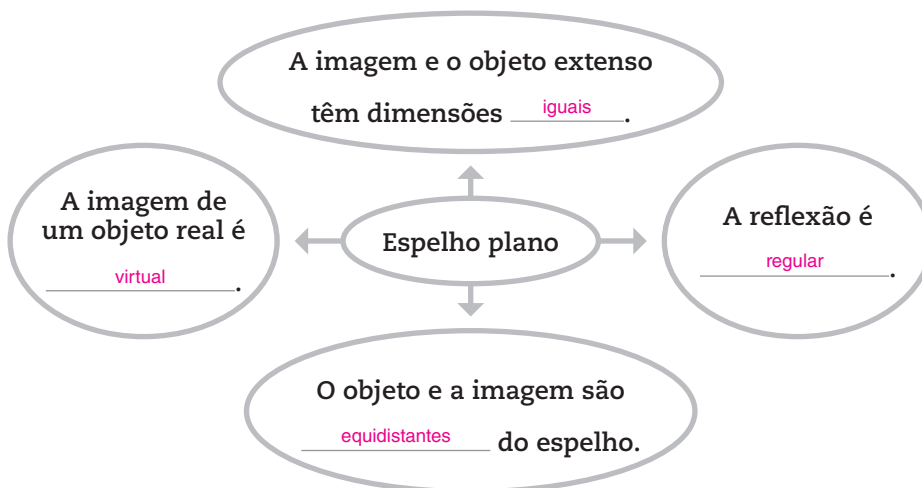 A imagem e o objeto extenso
têm dimensões iguais.
A imagem de
um objeto real é
virtual.
Espelho plano
A reflexão é
regular.
O objeto e a imagem são
equidistantes do espelho.